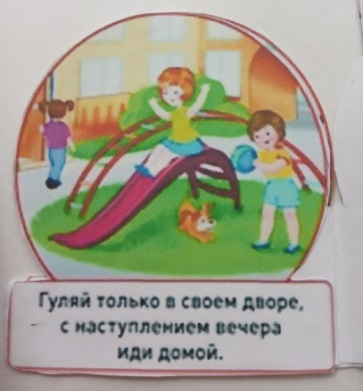 Гуляй только в своем дворе,
с наступлением вечера
иди домой.